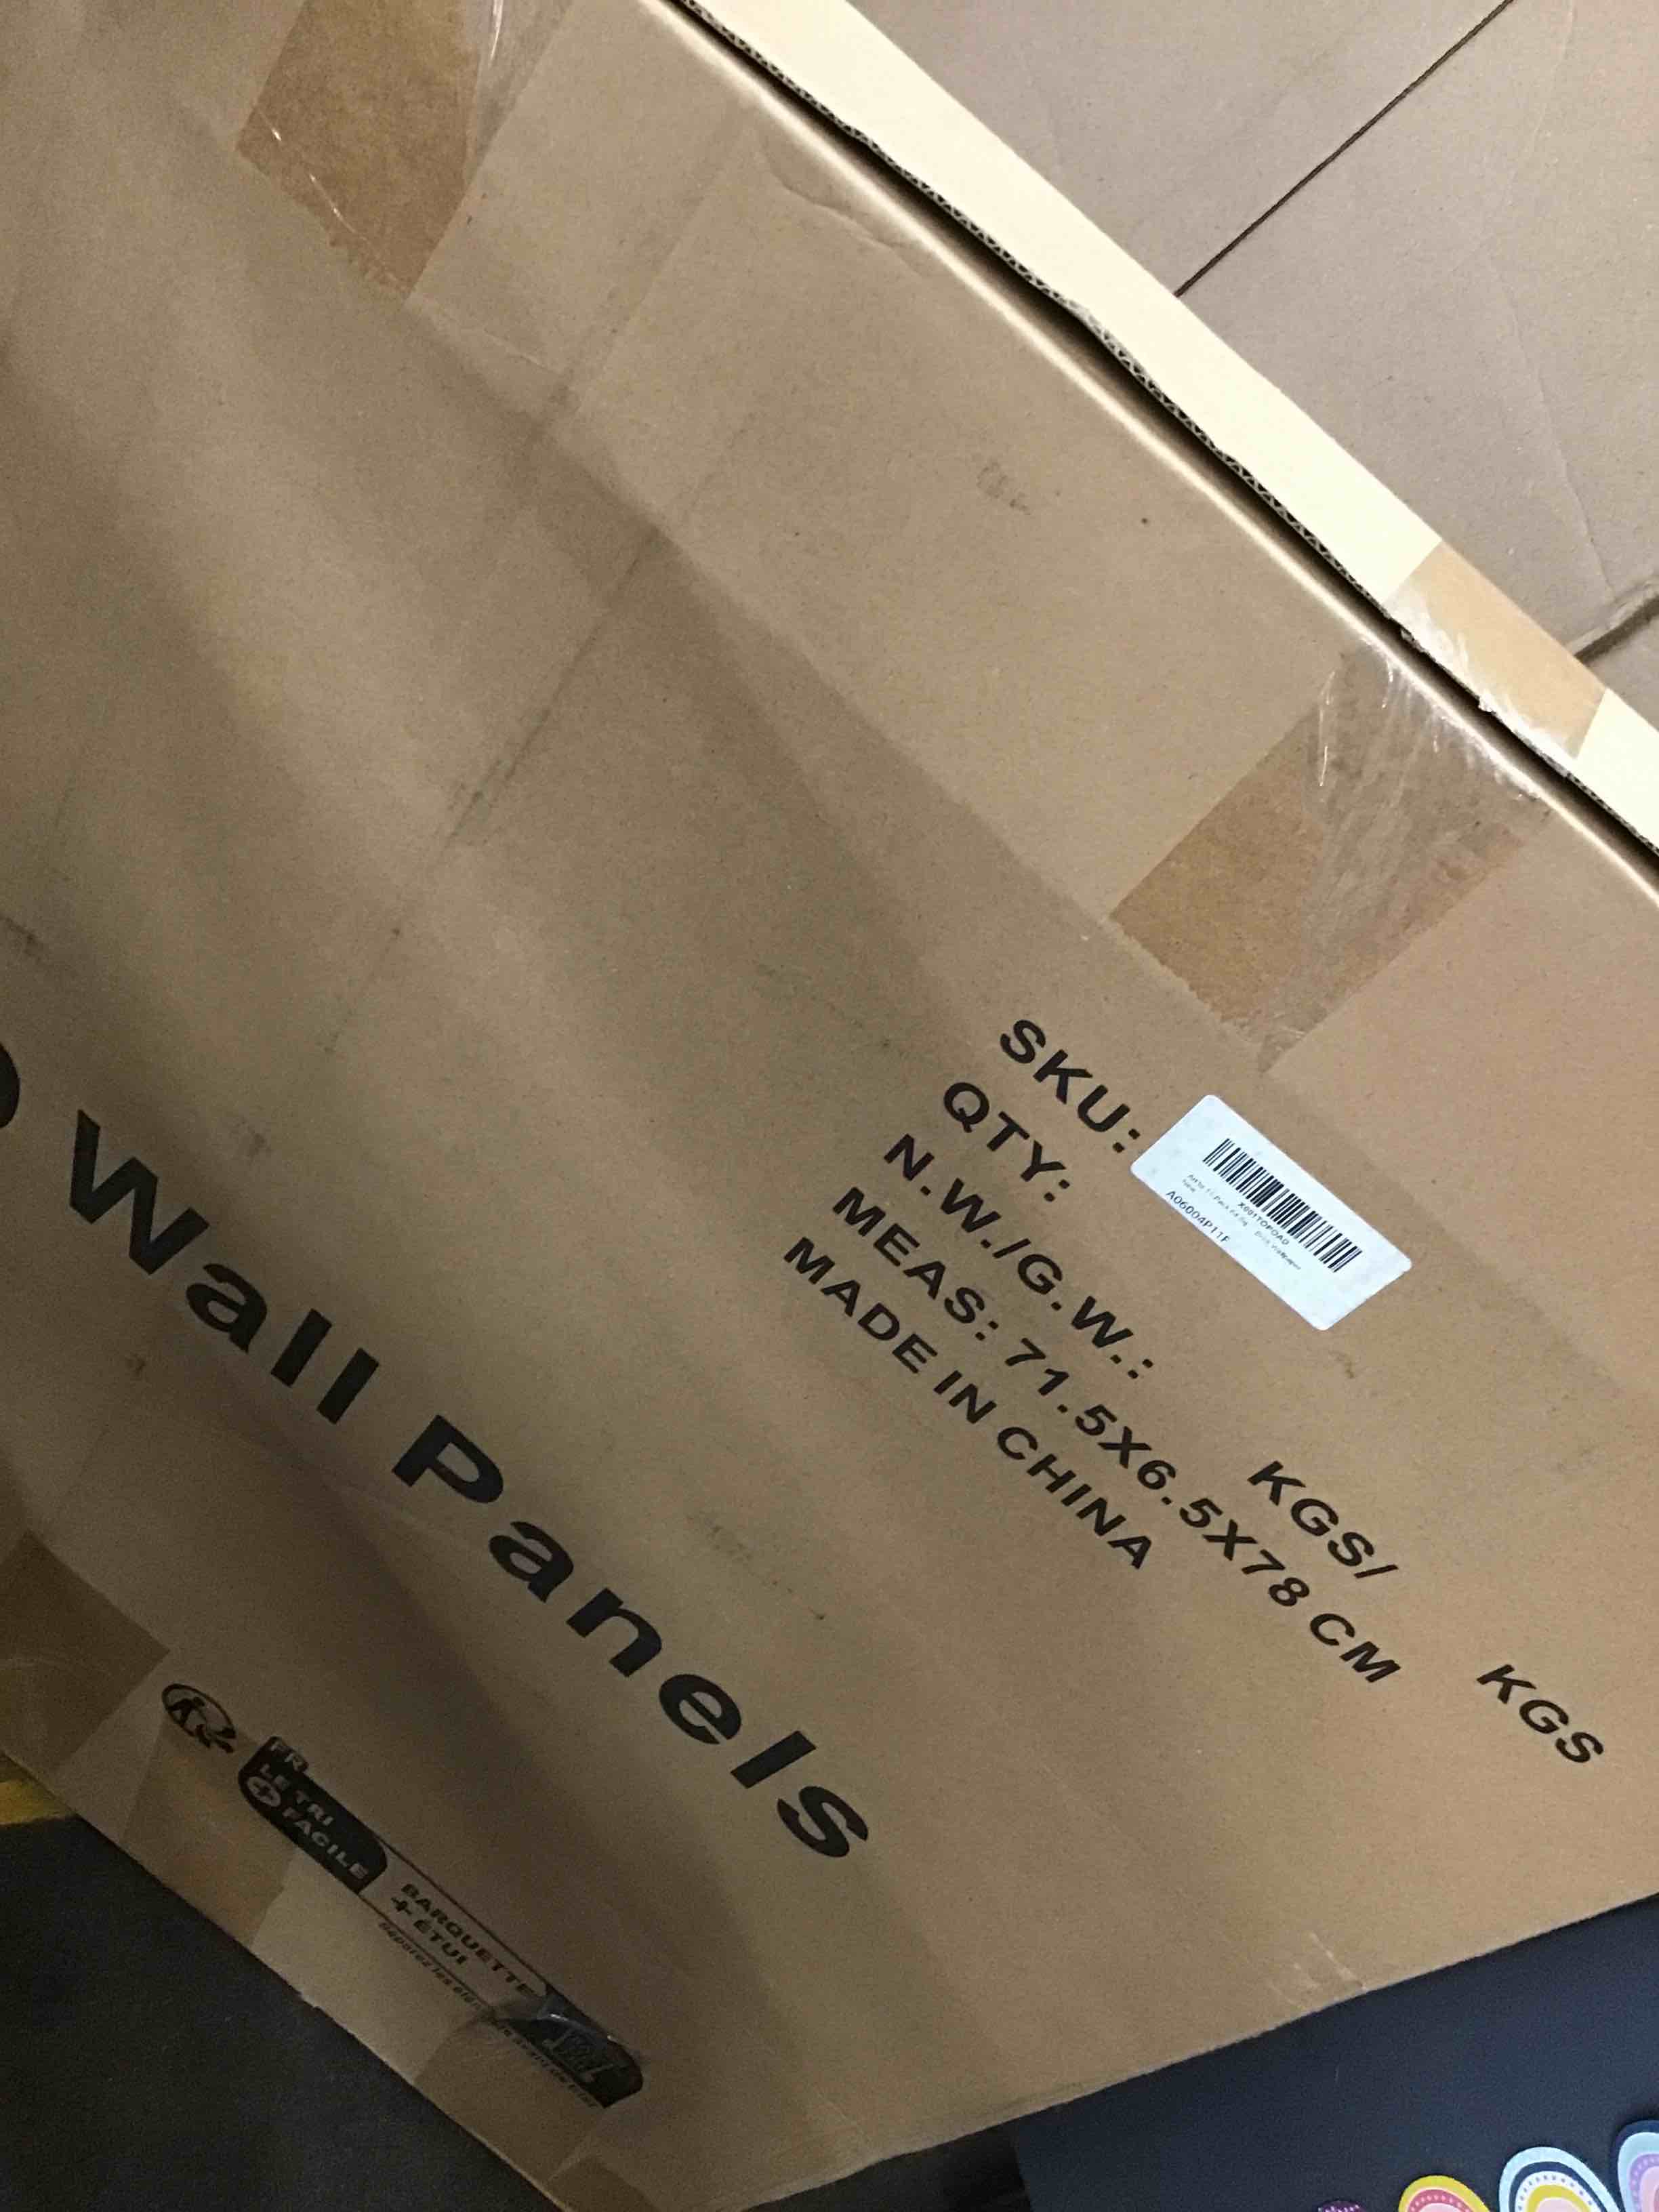 SKU:
QTY:
N.W./G.W.: KGS/ KGS
MEAS: 71.5X6.5X78 CM
MADE IN CHINA
A06004P11F
Wall Panels
FR
LE TRI
+ FACILE
BARQUETTE
+ ÉTUI